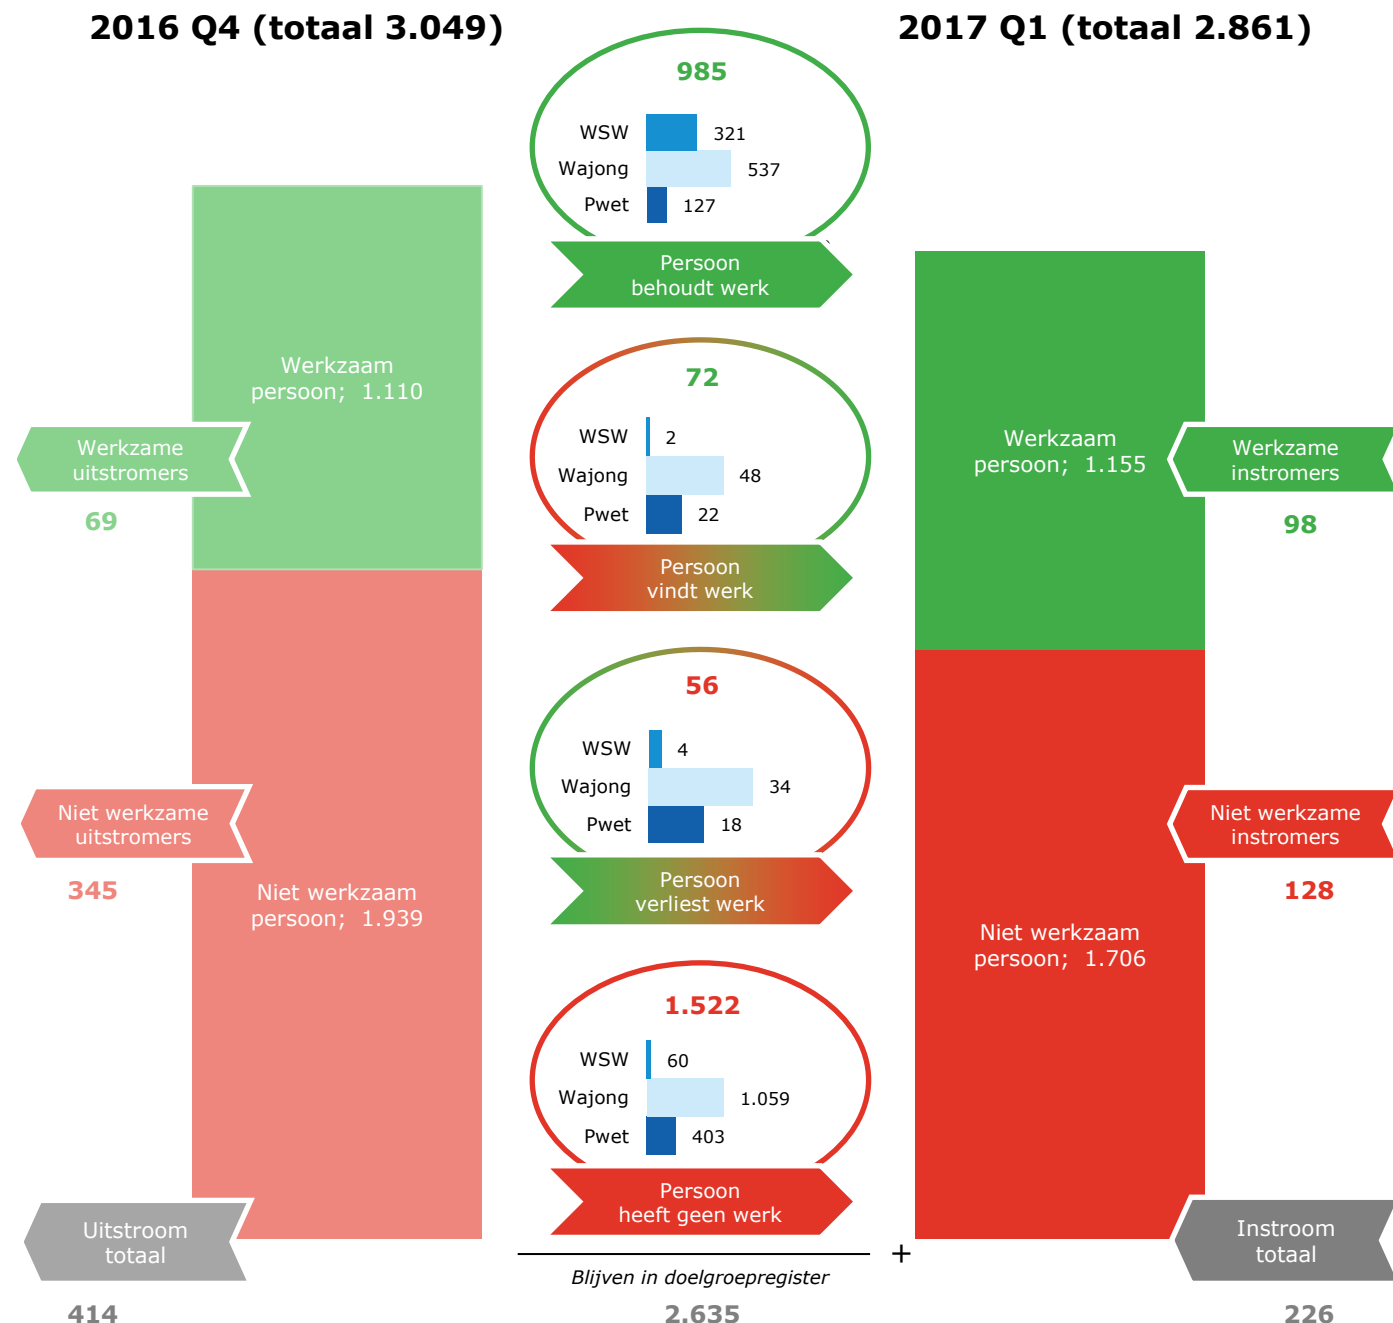 2016 Q4 (totaal 3.049)
2017 Q1 (totaal 2.861)
985
WSW 321
Wajong 537
Pwet 127
Persoon
behoudt werk
Werkzaam
persoon; 1.110
Werkzame
uitstromers
69
72
WSW 2
Wajong 48
Pwet 22
Persoon
vindt werk
Werkzaam
persoon; 1.155
Werkzame
instromers
98
56
WSW 4
Wajong 34
Pwet 18
Persoon
verliest werk
Niet werkzame
uitstromers
345
Niet werkzaam
persoon; 1.939
Niet werkzame
instromers
128
Niet werkzaam
persoon; 1.706
1.522
WSW 60
Wajong 1.059
Pwet 403
Persoon
heeft geen werk
Uitstroom
totaal
414
+
Blijven in doelgroepregister
2.635
Instroom
totaal
226